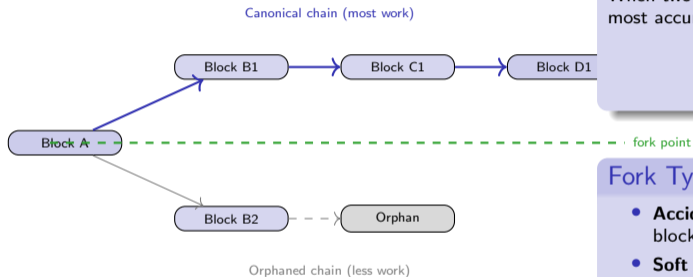 Canonical chain (most work)
most accu
Block B1
Block C1
Block D1
Block A
fork point
Fork Ty
Block B2
Orphan
• Accid
block
• Soft
Orphaned chain (less work)